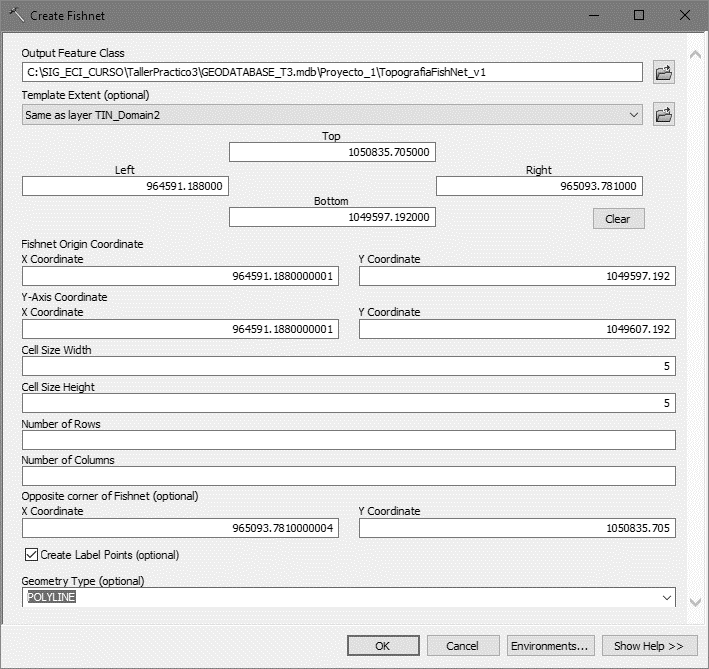 Create Fishnet
Output Feature Class
C:\SIG_ECI_CURSO\TallerPractico3\GEODATABASE_T3.mdb\Proyecto_1\TopografiaFishNet_v1
Template Extent (optional)
Same as layer TIN_Domain2
Top
1050835.705000
Left
Right
964591.188000
965093.781000
Bottom
1049597.192000
Clear
Fishnet Origin Coordinate
X Coordinate
Y Coordinate
964591.1880000001
1049597.192
Y-Axis Coordinate
X Coordinate
Y Coordinate
964591.1880000001
1049607.192
Cell Size Width
5
Cell Size Height
5
Number of Rows
Number of Columns
Opposite corner of Fishnet (optional)
X Coordinate
Y Coordinate
965093.7810000004
1050835.705
Create Label Points (optional)
Geometry Type (optional)
POLYLINE
OK
Cancel
Environments...
Show Help >>